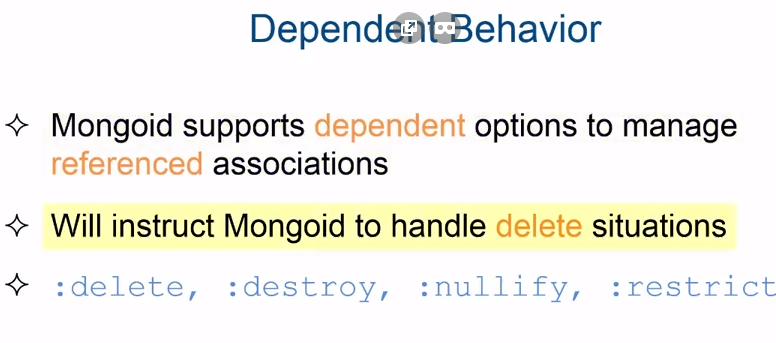 Dependent Behavior
Mongoid supports dependent options to manage
referenced associations
Will instruct Mongoid to handle delete situations
:delete, :destroy, :nullify, :restrict